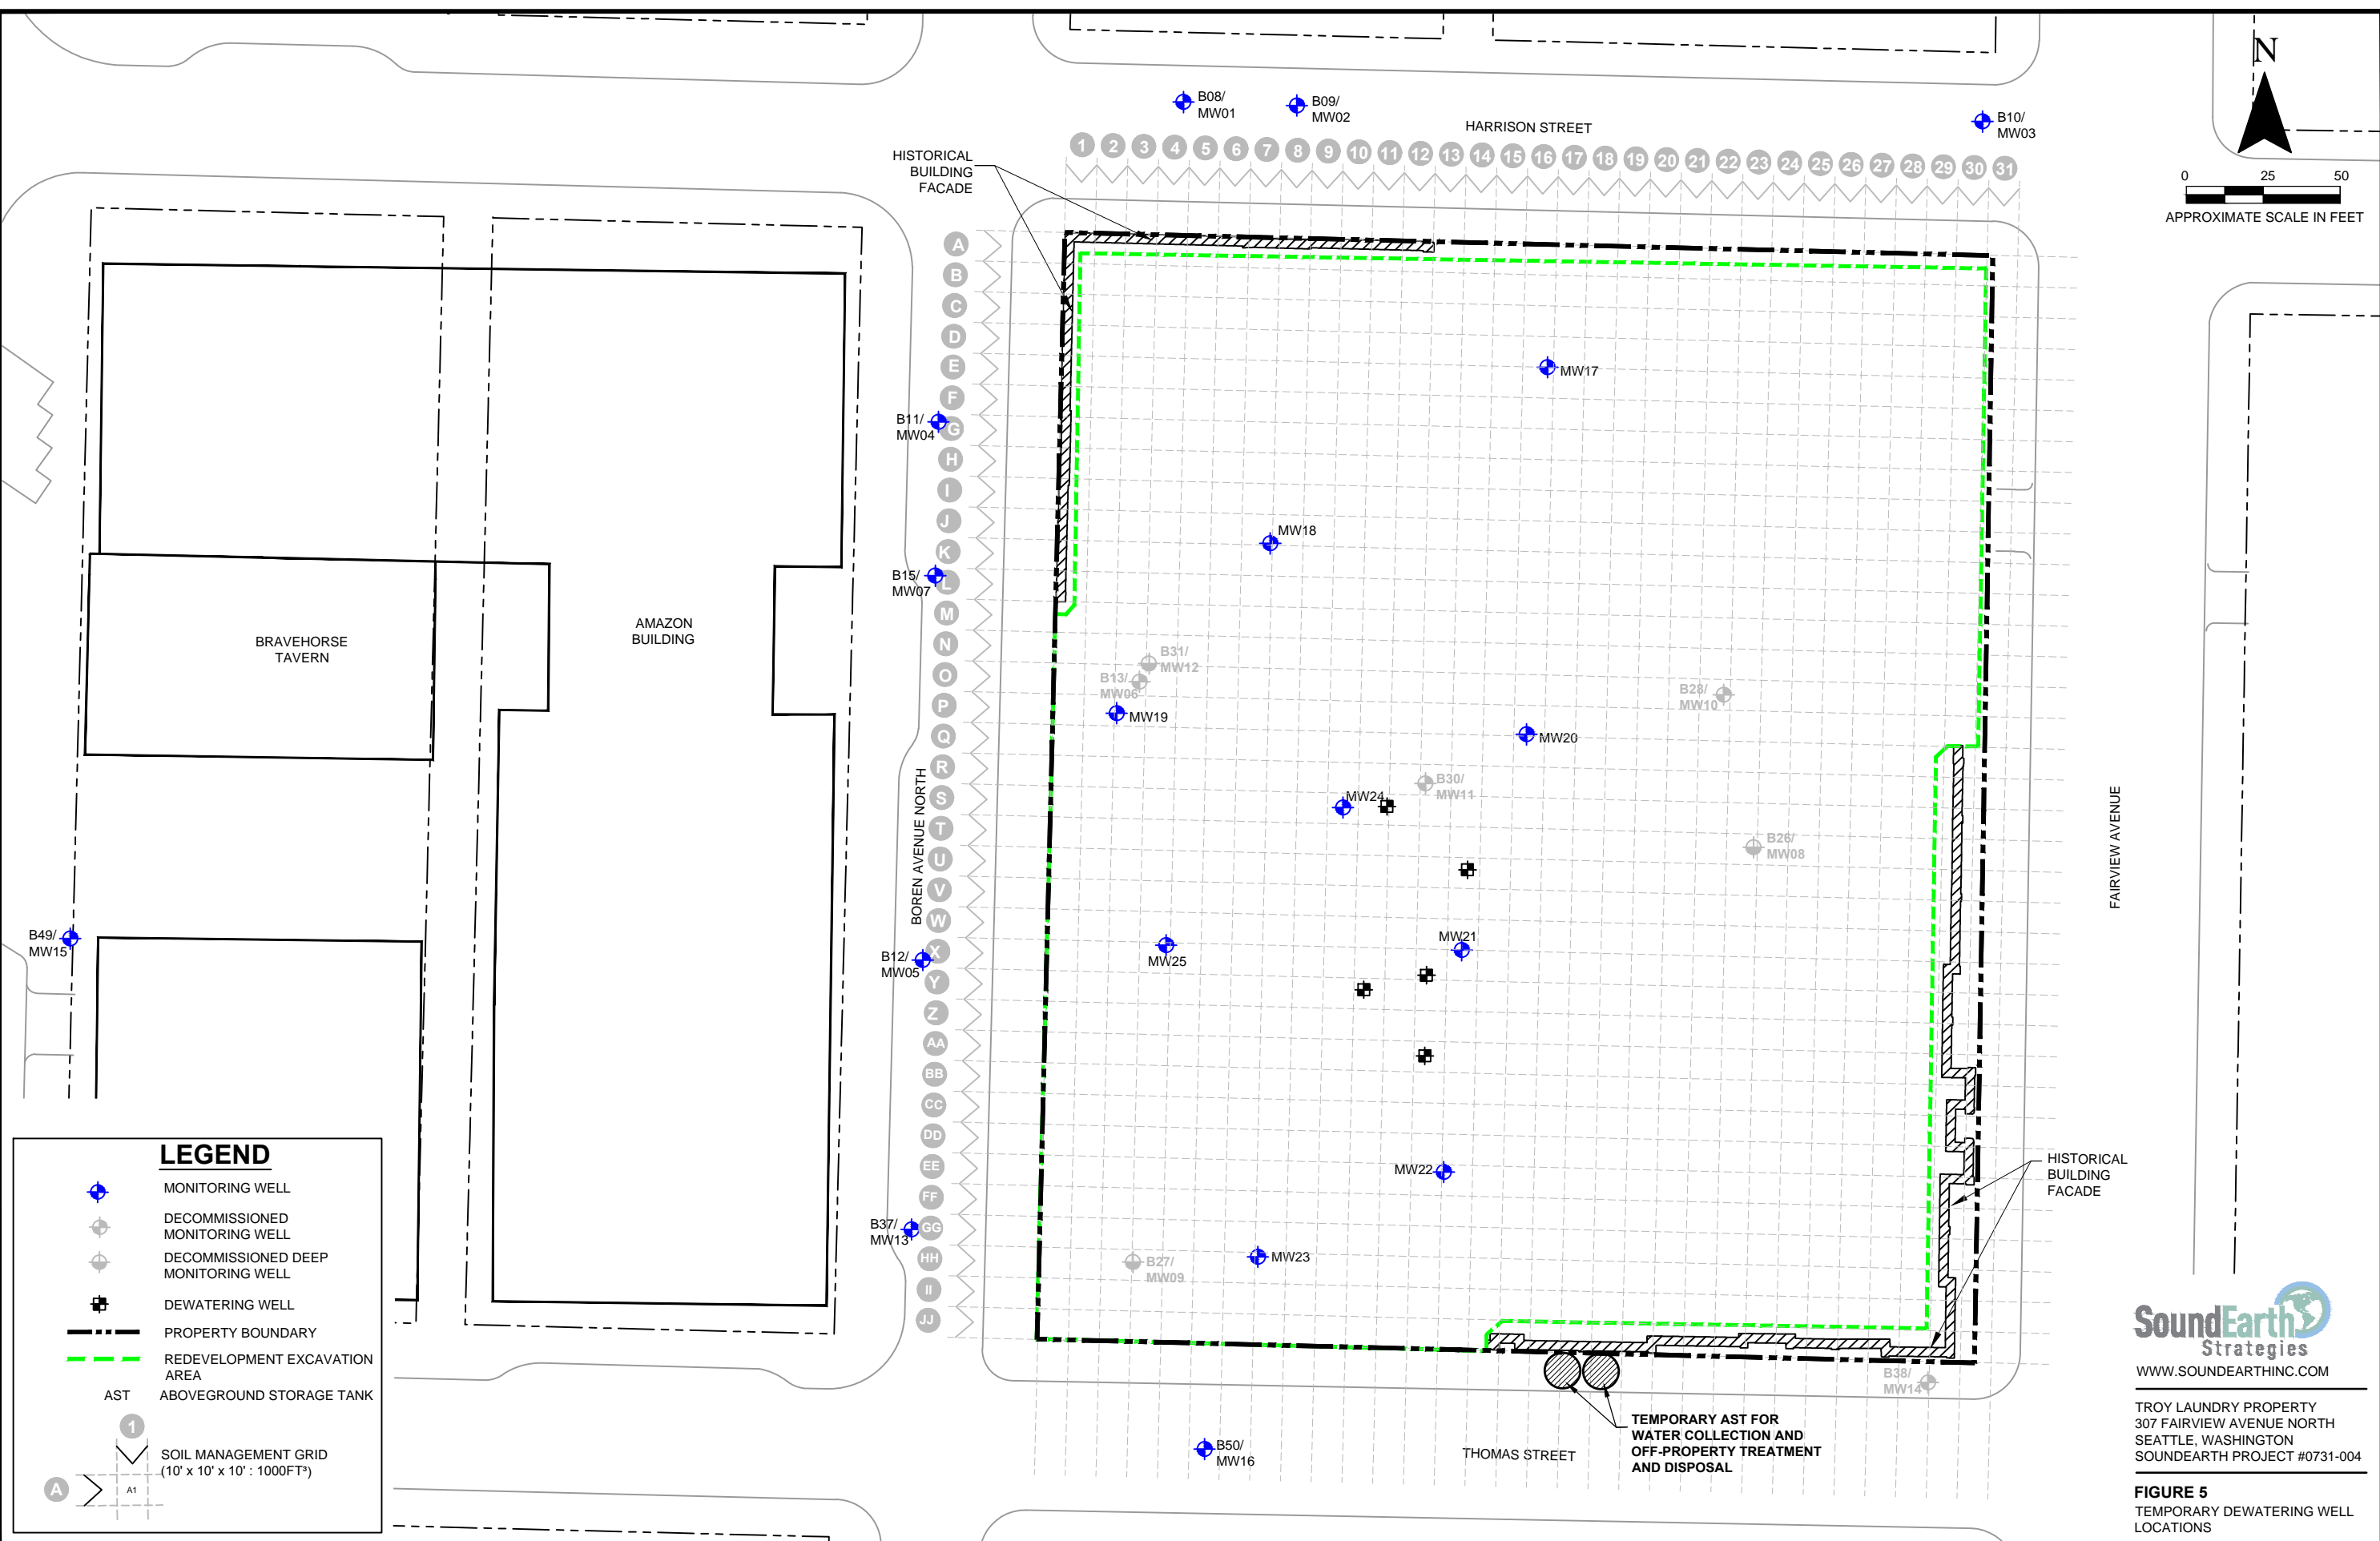 N
0 25 50
APPROXIMATE SCALE IN FEET
B08/
MW01
B09/
MW02
B10/
MW03
HARRISON STREET
HISTORICAL
BUILDING
FACADE
1 2 3 4 5 6 7 8 9 10 11 12 13 14 15 16 17 18 19 20 21 22 23 24 25 26 27 28 29 30 31
A
B
C
D
E
F
G
H
I
J
K
L
M
N
O
P
Q
R
S
T
U
V
W
X
Y
Z
AA
BB
CC
DD
EE
FF
GG
HH
II
JJ
B11/
MW04
B15/
MW07
B12/
MW05
B37/
MW13
B49/
MW15
BRAVEHORSE
TAVERN
AMAZON
BUILDING
BOREN AVENUE NORTH
MW17
MW18
B31/
MW12
B13/
MW06
MW19
B28/
MW10
MW20
B30/
MW11
MW24
B26/
MW08
MW21
MW25
MW22
MW23
B27/
MW09
FAIRVIEW AVENUE
HISTORICAL
BUILDING
FACADE
B38/
MW14
TEMPORARY AST FOR
WATER COLLECTION AND
OFF-PROPERTY TREATMENT
AND DISPOSAL
THOMAS STREET
B50/
MW16
LEGEND
MONITORING WELL
DECOMMISSIONED
MONITORING WELL
DECOMMISSIONED DEEP
MONITORING WELL
DEWATERING WELL
PROPERTY BOUNDARY
REDEVELOPMENT EXCAVATION
AREA
AST ABOVEGROUND STORAGE TANK
1
SOIL MANAGEMENT GRID
(10' x 10' x 10' : 1000FT³)
A
A1
SoundEarth
Strategies
WWW.SOUNDEARTHINC.COM
TROY LAUNDRY PROPERTY
307 FAIRVIEW AVENUE NORTH
SEATTLE, WASHINGTON
SOUNDEARTH PROJECT #0731-004
FIGURE 5
TEMPORARY DEWATERING WELL
LOCATIONS